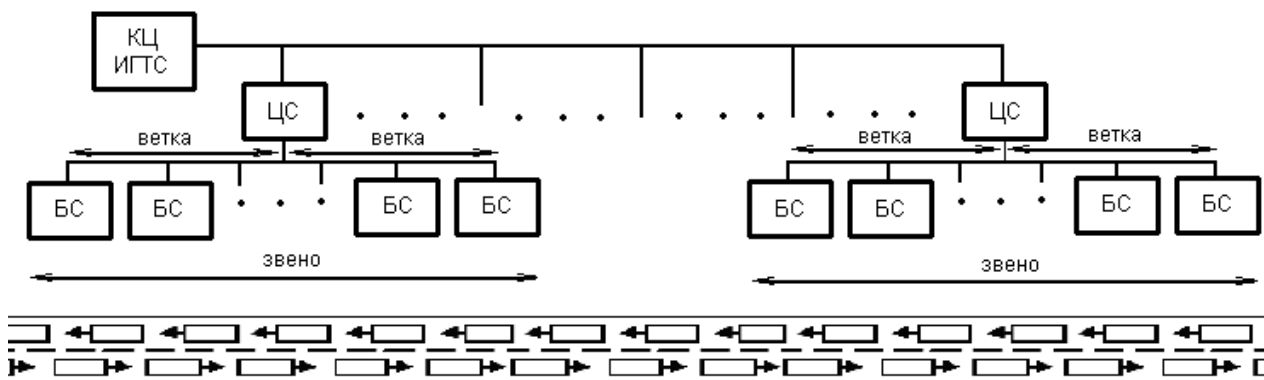 КЦ
ИГТС
ЦС ЦС
ветка ветка ветка ветка
БС БС БС БС БС БС БС БС
звено звено